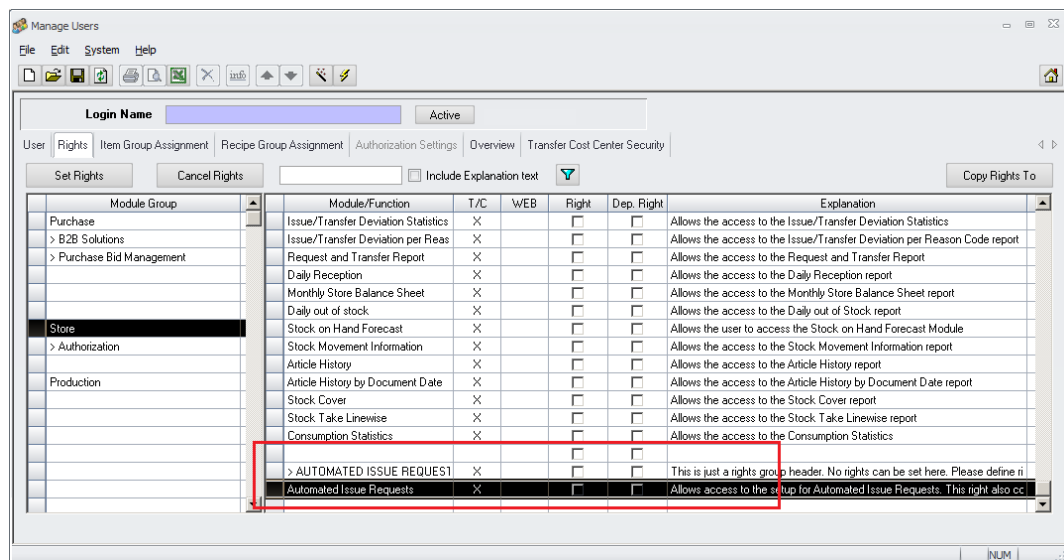 Manage Users
File Edit System Help
info
Login Name Active
User Rights Item Group Assignment Recipe Group Assignment Authorization Settings Overview Transfer Cost Center Security
Set Rights Cancel Rights Include Explanation text Copy Rights To
Module Group Module/Function T/C WEB Right Dep. Right Explanation
Purchase Issue/Transfer Deviation Statistics X Allows the access to the Issue/Transfer Deviation Statistics
> B2B Solutions Issue/Transfer Deviation per Reas X Allows the access to the Issue/Transfer Deviation per Reason Code report
> Purchase Bid Management Request and Transfer Report X Allows the access to the Request and Transfer Report
Daily Reception X Allows the access to the Daily Reception report
Monthly Store Balance Sheet X Allows the access to the Monthly Store Balance Sheet report
Daily out of stock X Allows the access to the Daily out of Stock report
Store Stock on Hand Forecast X Allows the user to access the Stock on Hand Forecast Module
> Authorization Stock Movement Information X Allows the access to the Stock Movement Information report
Article History X Allows the access to the Article History report
Production Article History by Document Date X Allows the access to the Article History by Document Date report
Stock Cover X Allows the access to the Stock Cover report
Stock Take Linewise X Allows the access to the Stock Take Linewise report
Consumption Statistics X Allows the access to the Consumption Statistics
> AUTOMATED ISSUE REQUEST X This is just a rights group header. No rights can be set here. Please define ri
Automated Issue Requests X Allows access to the setup for Automated Issue Requests. This right also cc
NUM